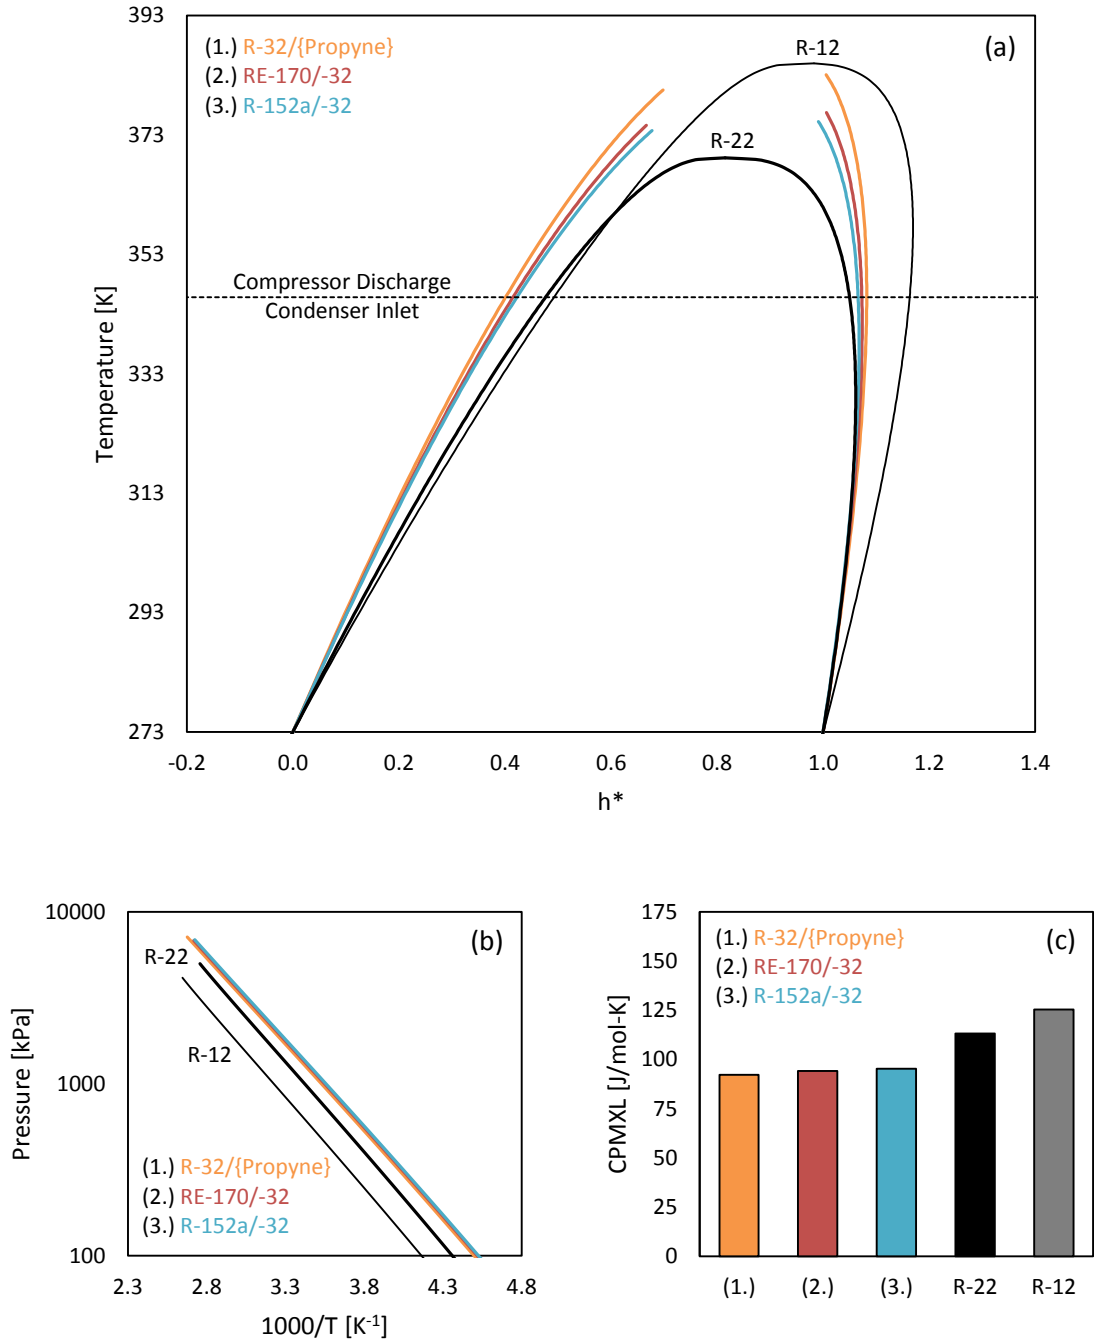 393
373
353
333
313
293
273
Temperature [K]
(1.) R-32/{Propyne}
(2.) RE-170/-32
(3.) R-152a/-32
R-12
(a)
R-22
Compressor Discharge
Condenser Inlet
-0.2 0.0 0.2 0.4 0.6 0.8 1.0 1.2 1.4
h*
10000
1000
100
Pressure [kPa]
(b)
R-22
R-12
(1.) R-32/{Propyne}
(2.) RE-170/-32
(3.) R-152a/-32
2.3 2.8 3.3 3.8 4.3 4.8
1000/T [K⁻¹]
175
150
125
100
75
50
25
0
CPMXL [J/mol-K]
(1.) R-32/{Propyne}
(2.) RE-170/-32
(3.) R-152a/-32
(c)
(1.) (2.) (3.) R-22 R-12